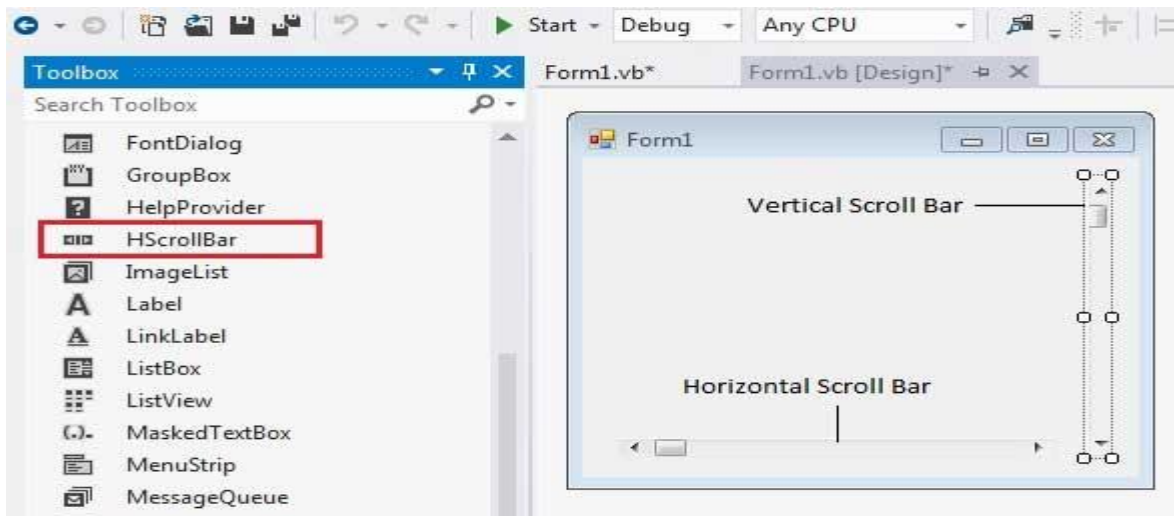 Start Debug Any CPU
Toolbox
Search Toolbox
FontDialog
GroupBox
HelpProvider
HScrollBar
ImageList
Label
LinkLabel
ListBox
ListView
MaskedTextBox
MenuStrip
MessageQueue
Form1.vb* Form1.vb [Design]*
Form1
Vertical Scroll Bar
Horizontal Scroll Bar